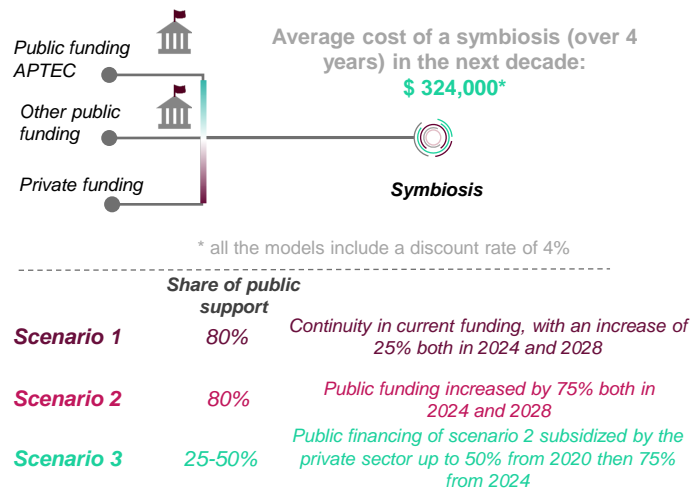 Public funding
APTEC
Other public
funding
Private funding
Average cost of a symbiosis (over 4
years) in the next decade:
$ 324,000*
Symbiosis
* all the models include a discount rate of 4%
Share of public
support
Scenario 1
80%
Continuity in current funding, with an increase of
25% both in 2024 and 2028
Scenario 2
80%
Public funding increased by 75% both in
2024 and 2028
Scenario 3
25-50%
Public financing of scenario 2 subsidized by the
private sector up to 50% from 2020 then 75%
from 2024